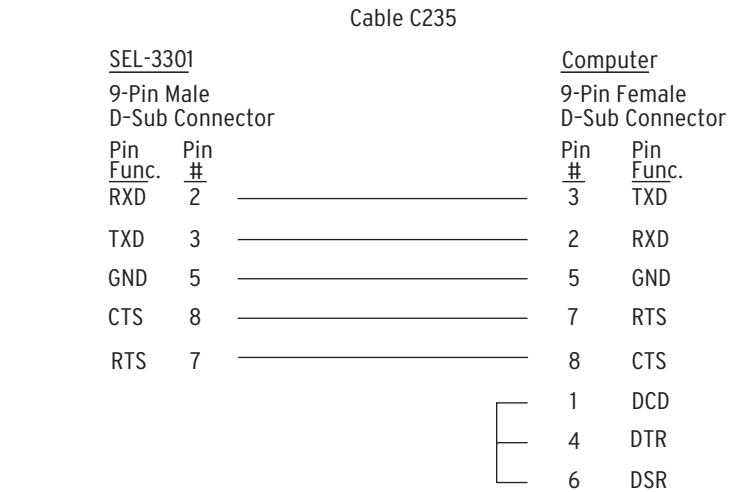 Cable C235
SEL-3301 Computer
9-Pin Male 9-Pin Female
D-Sub Connector D-Sub Connector
Pin Pin Pin Pin
Func. # # Func.
RXD 2 3 TXD
TXD 3 2 RXD
GND 5 5 GND
CTS 8 7 RTS
RTS 7 8 CTS
1 DCD
4 DTR
6 DSR